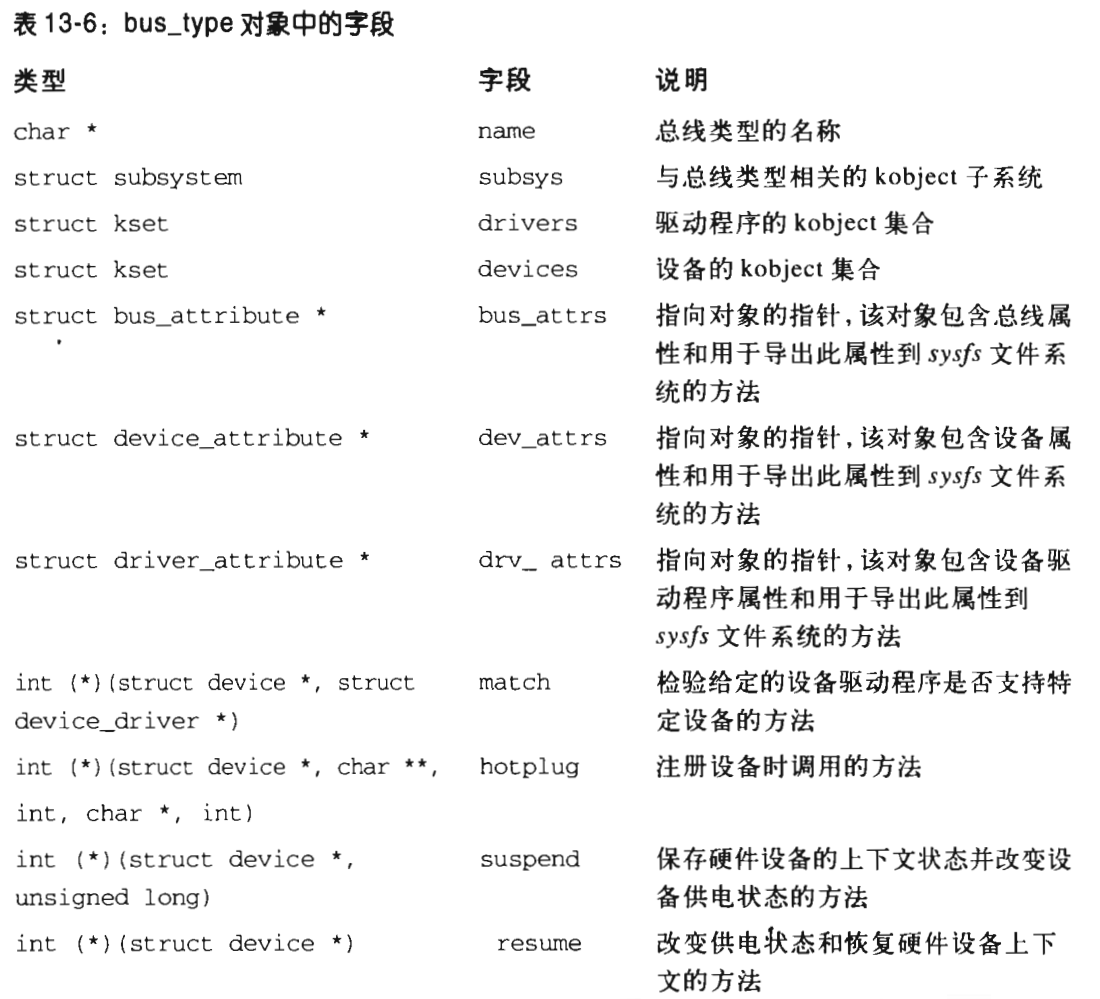 表 13-6：bus_type 对象中的字段
类型 字段 说明
char * name 总线类型的名称
struct subsystem subsys 与总线类型相关的 kobject 子系统
struct kset drivers 驱动程序的 kobject 集合
struct kset devices 设备的 kobject 集合
struct bus_attribute * bus_attrs 指向对象的指针，该对象包含总线属
性和用于导出此属性到 sysfs 文件系
统的方法
struct device_attribute * dev_attrs 指向对象的指针，该对象包含设备属
性和用于导出此属性到 sysfs 文件系
统的方法
struct driver_attribute * drv_ attrs 指向对象的指针，该对象包含设备驱
动程序属性和用于导出此属性到
sysfs 文件系统的方法
int (*)(struct device *, struct match 检验给定的设备驱动程序是否支持特
device_driver *) 定设备的方法
int (*)(struct device *, char **, hotplug 注册设备时调用的方法
int, char *, int)
int (*)(struct device *, suspend 保存硬件设备的上下文状态并改变设
unsigned long) 备供电状态的方法
int (*)(struct device *) resume 改变供电状态和恢复硬件设备上下
文的方法